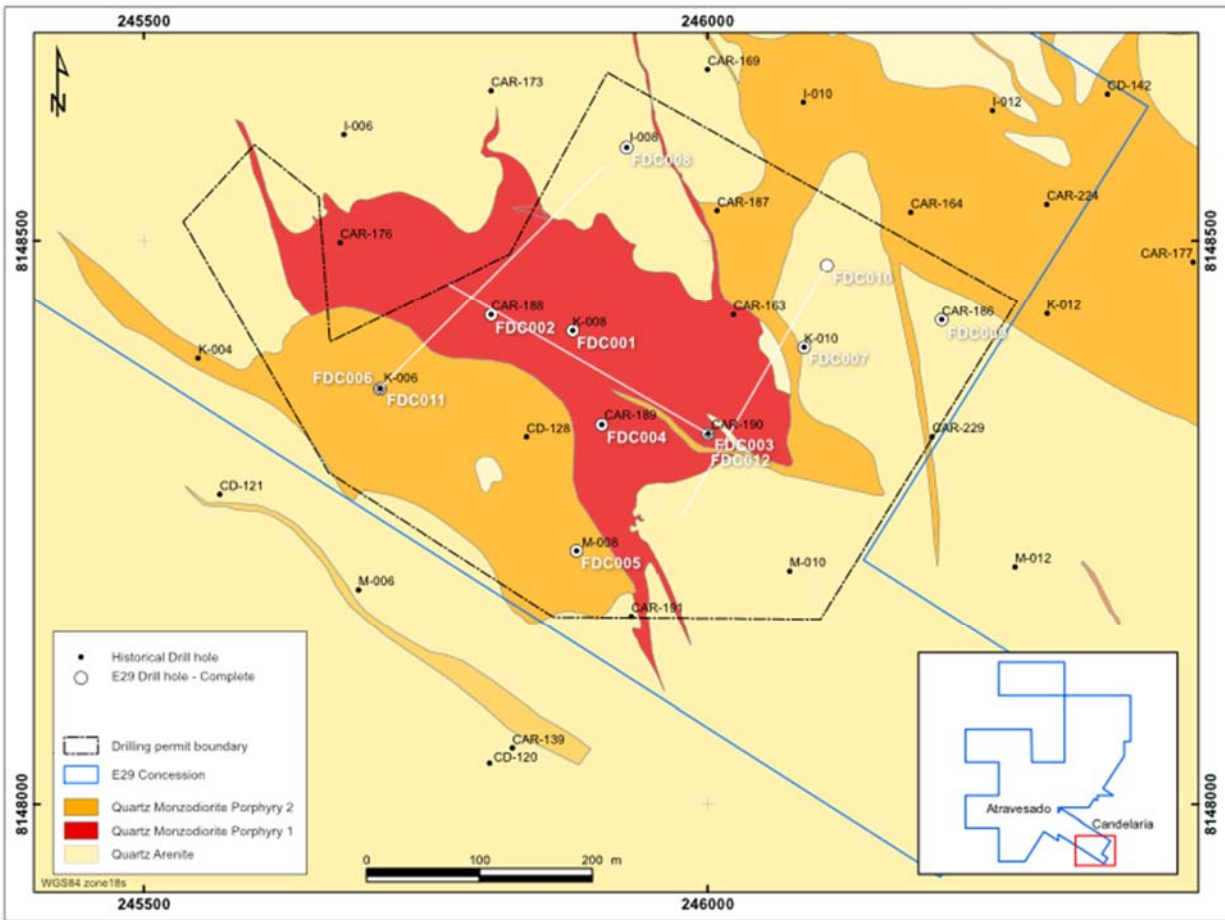 245500
246000
CAR-169
CAR-173
CD-142
I-010
I-012
I-006
I-008
FDC008
N
CAR-187
CAR-164
CAR-224
8148500
8148500
CAR-176
CAR-177
FDC010
CAR-188
FDC002
K-008
FDC001
CAR-163
CAR-186
FDC009
K-012
K-010
FDC007
K-004
FDC006
K-006
FDC011
CAR-189
FDC004
CAR-190
FDC003
FDC012
CD-128
CAR-229
CD-121
M-008
FDC005
M-010
M-012
M-006
CAR-191
Historical Drill hole
E29 Drill hole - Complete
Drilling permit boundary
E29 Concession
Quartz Monzodiorite Porphyry 2
Quartz Monzodiorite Porphyry 1
Quartz Arenite
WGS84 zone18s
CAR-139
CD-120
8148000
8148000
Atravesado
Candelaria
0
100
200 m
245500
246000